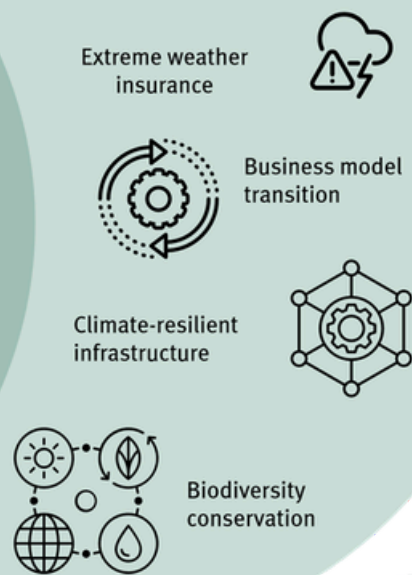 Extreme weather
insurance
Business model
transition
Climate-resilient
infrastructure
Biodiversity
conservation